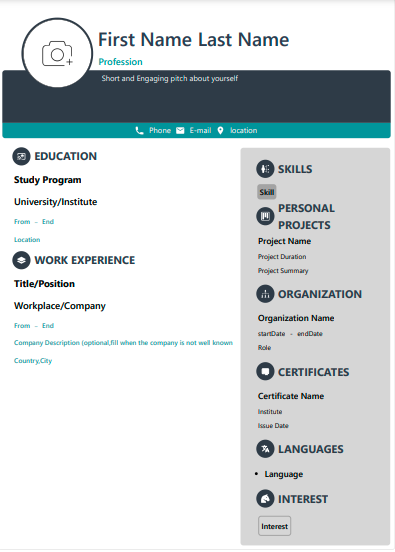 First Name Last Name
Profession
Short and Engaging pitch about yourself
Phone E-mail location
EDUCATION
Study Program
University/Institute
From - End
Location
WORK EXPERIENCE
Title/Position
Workplace/Company
From - End
Company Description (optional,fill when the company is not well known
Country,City
SKILLS
Skill
PERSONAL
PROJECTS
Project Name
Project Duration
Project Summary
ORGANIZATION
Organization Name
startDate - endDate
Role
CERTIFICATES
Certificate Name
Institute
Issue Date
LANGUAGES
• Language
INTEREST
Interest